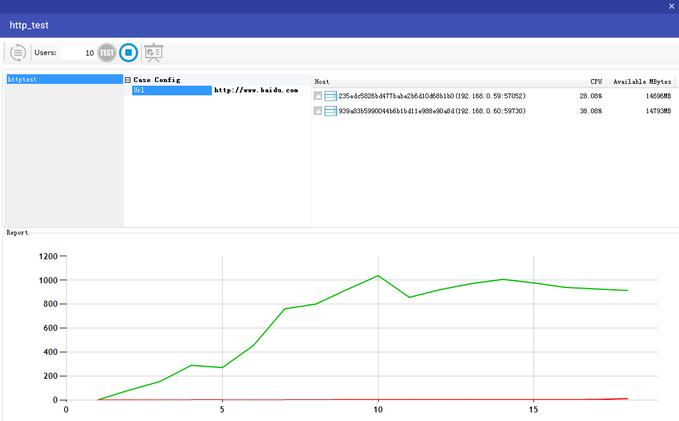 http_test
Users: 10 TEST
httptest
Case Config
Url http://www.baidu.com
Host CPU Available MBytes
235edc5826bd477babe2b6d10d68b1b0(192.168.0.59:57052) 28.08% 14696MB
939a83b5990044b6b1bd11e988e90a8d(192.168.0.60:59730) 38.08% 14793MB
Report
1200
1000
800
600
400
200
0
0 5 10 15